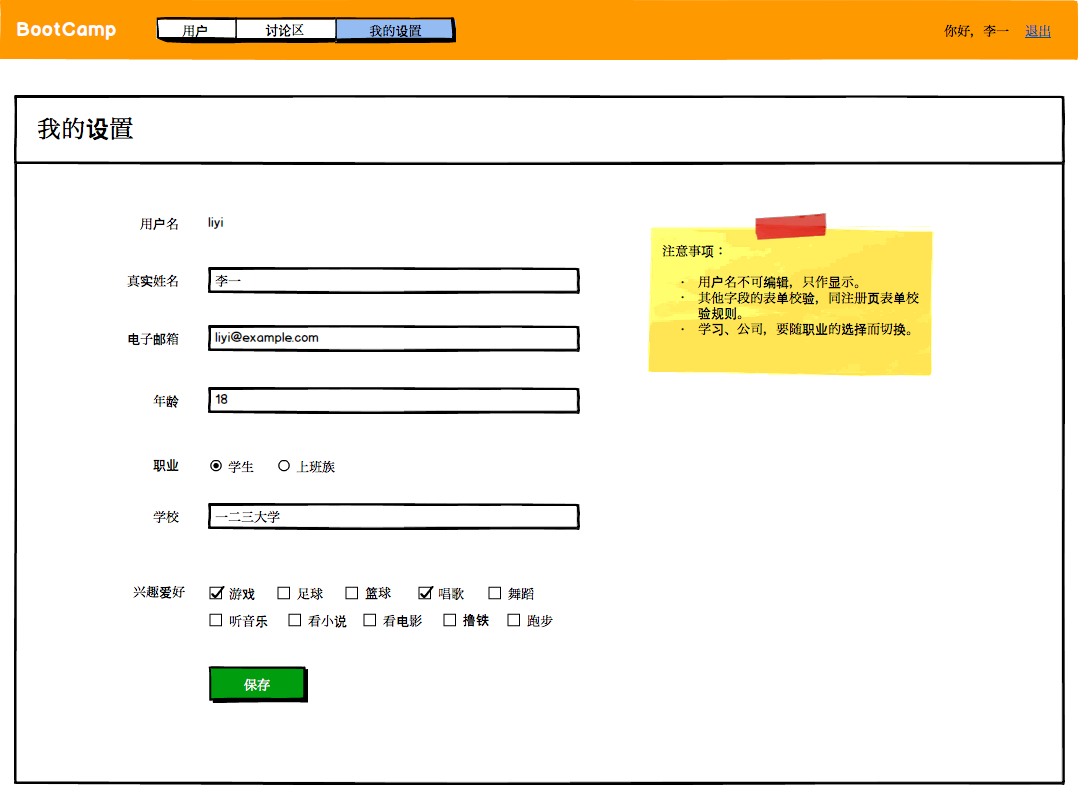 BootCamp 用户 讨论区 我的设置 你好，李一 退出
我的设置
用户名 liyi
真实姓名 李一
电子邮箱 liyi@example.com
年龄 18
职业 学生 上班族
学校 一二三大学
兴趣爱好 游戏 足球 篮球 唱歌 舞蹈
听音乐 看小说 看电影 撸铁 跑步
保存
注意事项：
· 用户名不可编辑，只作显示。
· 其他字段的表单校验，同注册页表单校
验规则。
· 学习、公司，要随职业的选择而切换。